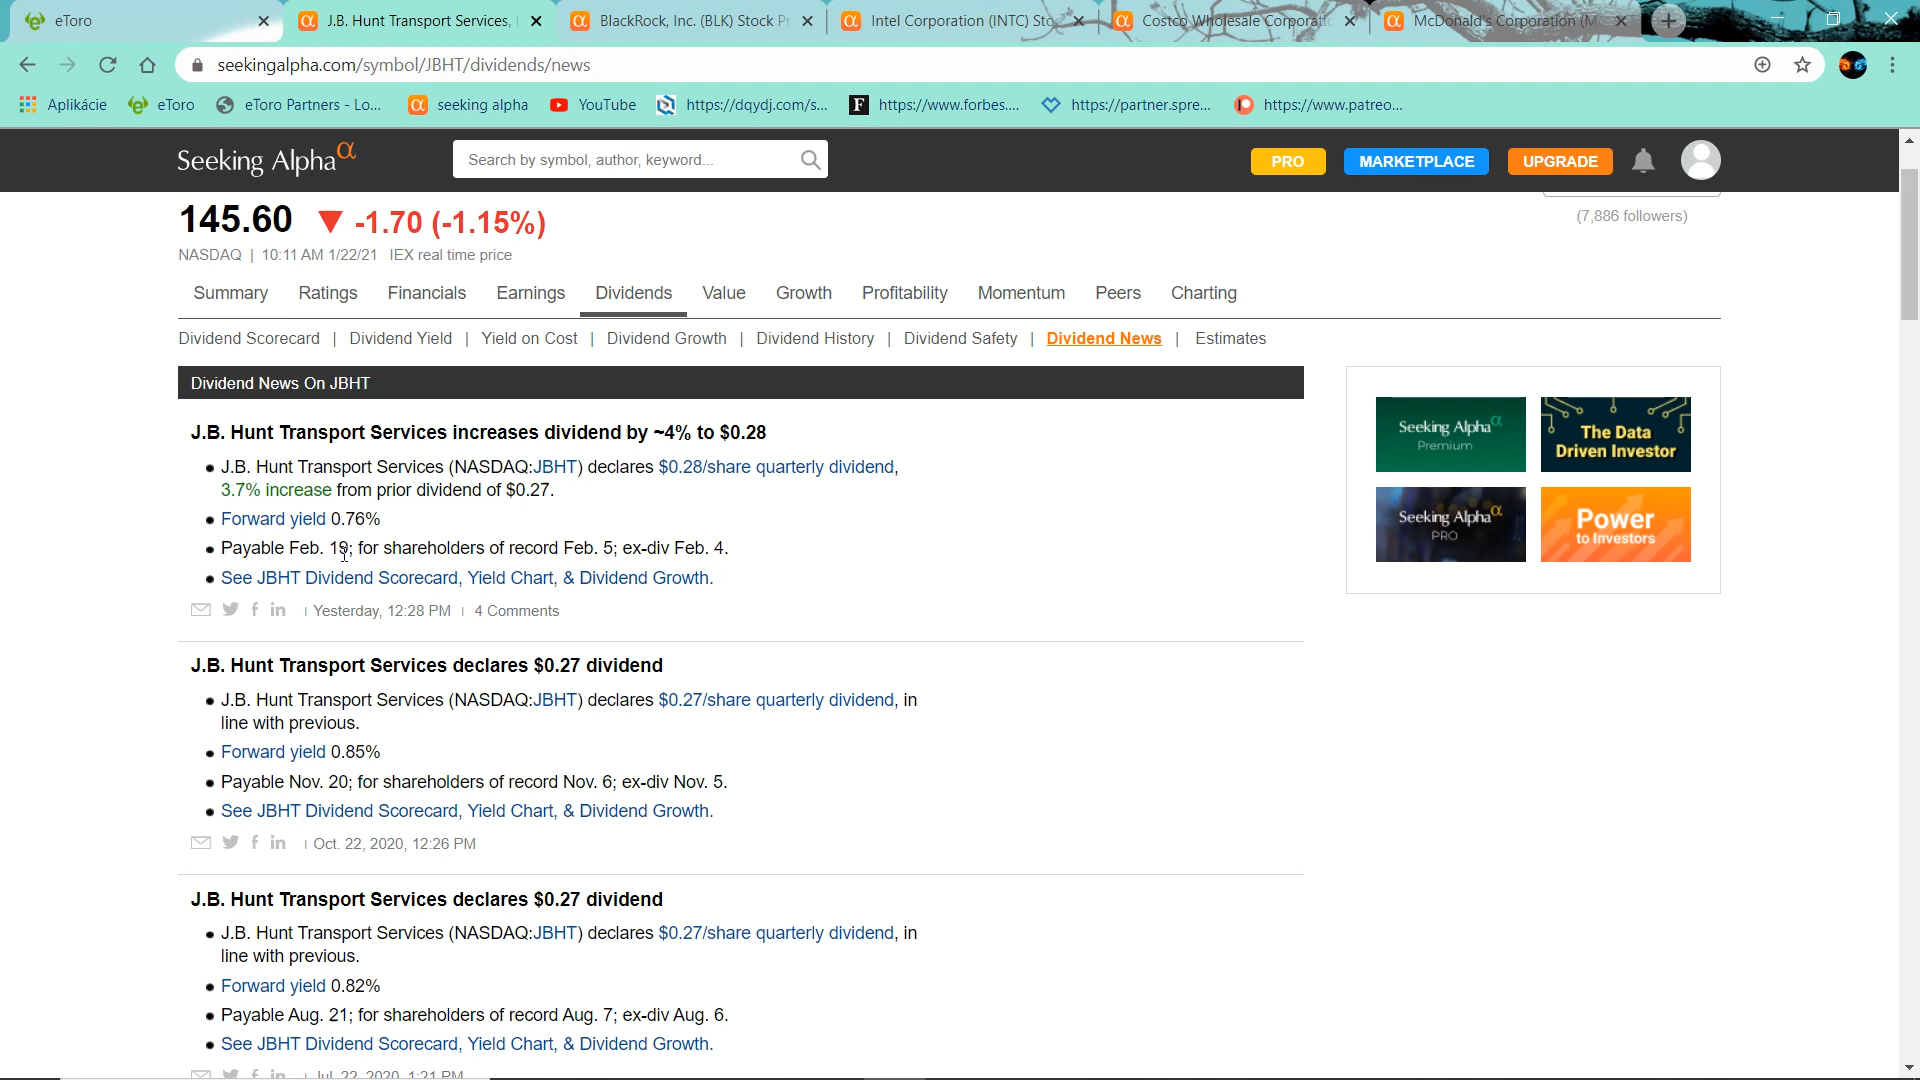 eToro
J.B. Hunt Transport Services,
BlackRock, Inc. (BLK) Stock Pr
Intel Corporation (INTC) Sto
Costco Wholesale Corporatio
McDonald's Corporation (M
seekingalpha.com/symbol/JBHT/dividends/news
Aplikácie
eToro
eToro Partners - Lo...
seeking alpha
YouTube
https://dqydj.com/s...
https://www.forbes....
https://partner.spre...
https://www.patreo...
Seeking Alpha α
Search by symbol, author, keyword...
PRO
MARKETPLACE
UPGRADE
145.60 ▼ -1.70 (-1.15%)
(7,886 followers)
NASDAQ | 10:11 AM 1/22/21 IEX real time price
Summary Ratings Financials Earnings Dividends Value Growth Profitability Momentum Peers Charting
Dividend Scorecard | Dividend Yield | Yield on Cost | Dividend Growth | Dividend History | Dividend Safety | Dividend News | Estimates
Dividend News On JBHT
J.B. Hunt Transport Services increases dividend by ~4% to $0.28
• J.B. Hunt Transport Services (NASDAQ:JBHT) declares $0.28/share quarterly dividend,
3.7% increase from prior dividend of $0.27.
• Forward yield 0.76%
• Payable Feb. 19; for shareholders of record Feb. 5; ex-div Feb. 4.
• See JBHT Dividend Scorecard, Yield Chart, & Dividend Growth.
Yesterday, 12:28 PM | 4 Comments
J.B. Hunt Transport Services declares $0.27 dividend
• J.B. Hunt Transport Services (NASDAQ:JBHT) declares $0.27/share quarterly dividend, in
line with previous.
• Forward yield 0.85%
• Payable Nov. 20; for shareholders of record Nov. 6; ex-div Nov. 5.
• See JBHT Dividend Scorecard, Yield Chart, & Dividend Growth.
Oct. 22, 2020, 12:26 PM
J.B. Hunt Transport Services declares $0.27 dividend
• J.B. Hunt Transport Services (NASDAQ:JBHT) declares $0.27/share quarterly dividend, in
line with previous.
• Forward yield 0.82%
• Payable Aug. 21; for shareholders of record Aug. 7; ex-div Aug. 6.
• See JBHT Dividend Scorecard, Yield Chart, & Dividend Growth.
Jul. 22, 2020, 1:21 PM
Seeking Alpha α
Premium
The Data
Driven Investor
Seeking Alpha α
PRO
Power
to Investors